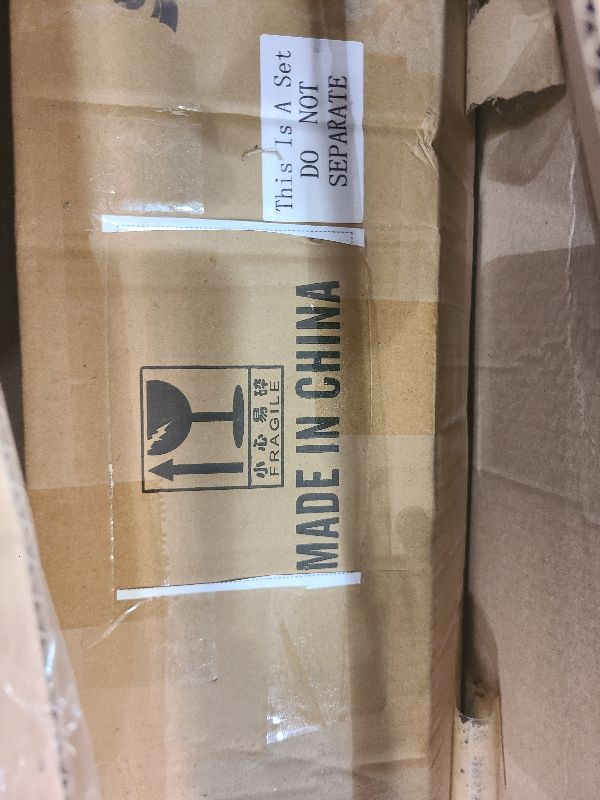 This Is A Set
DO NOT
SEPARATE
小心易碎
FRAGILE
MADE IN CHINA